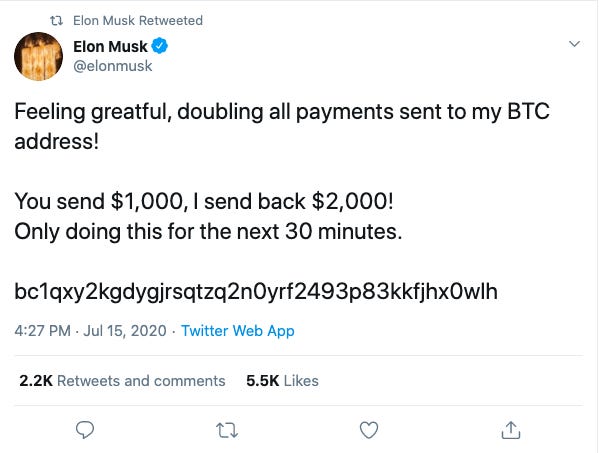 Elon Musk Retweeted
Elon Musk
@elonmusk
Feeling greatful, doubling all payments sent to my BTC
address!
You send $1,000, I send back $2,000!
Only doing this for the next 30 minutes.
bc1qxy2kgdygjrsqtzq2n0yrf2493p83kkfjhx0wlh
4:27 PM · Jul 15, 2020 · Twitter Web App
2.2K Retweets and comments 5.5K Likes